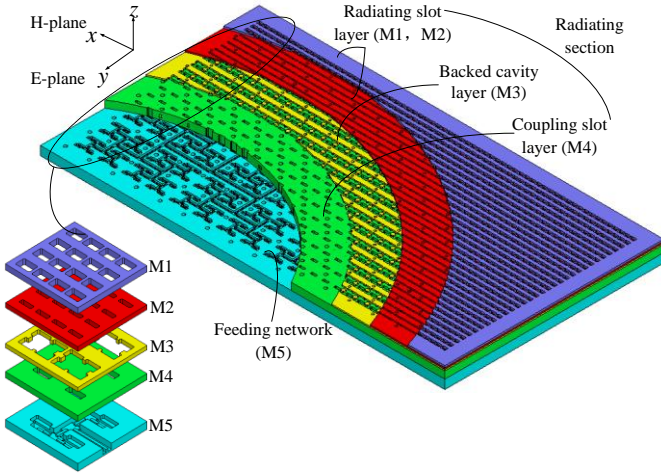 z
H-plane
x
E-plane
y
Radiating slot
layer (M1, M2)
Radiating
section
Backed cavity
layer (M3)
Coupling slot
layer (M4)
M1
M2
M3
M4
M5
Feeding network
(M5)